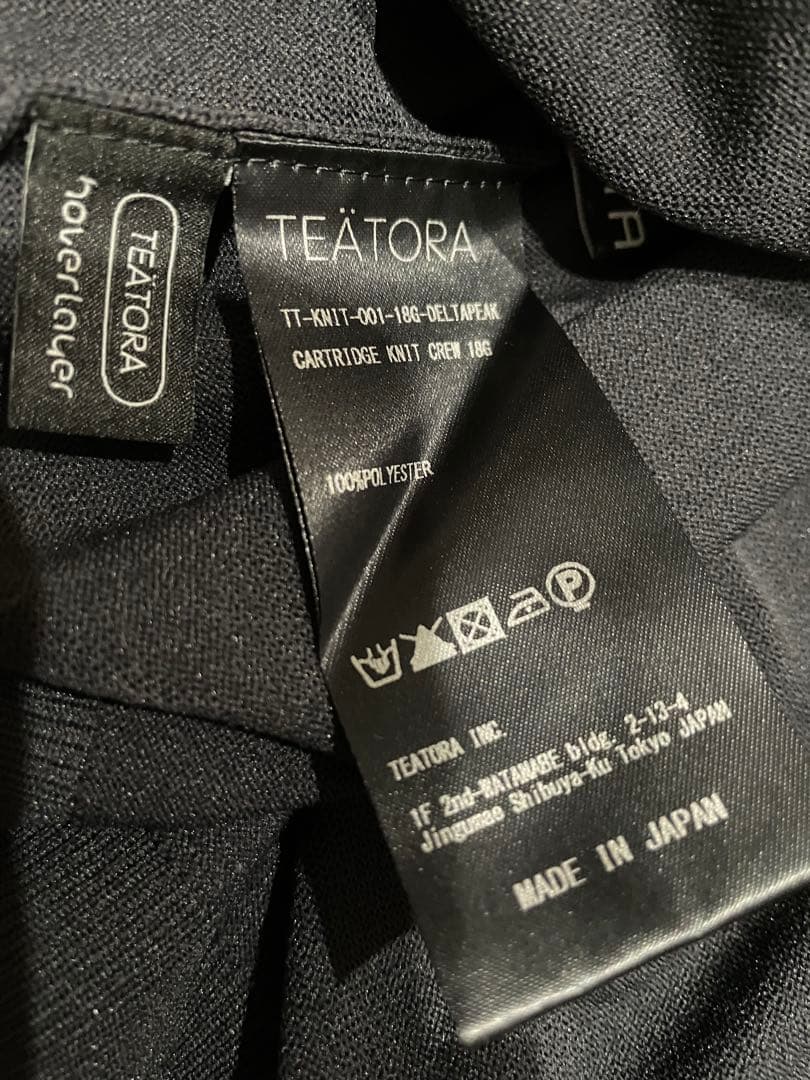 hoverlayer
TEÄTORA
TEÄTORA
TT-KNIT-001-18G-DELTAPEAK
CARTRIDGE KNIT CREW 18G
100%POLYESTER
P
TEATORA INC.
1F 2nd-WATANABE bldg. 2-13-4
Jingumae Shibuya-Ku Tokyo JAPAN
MADE IN JAPAN